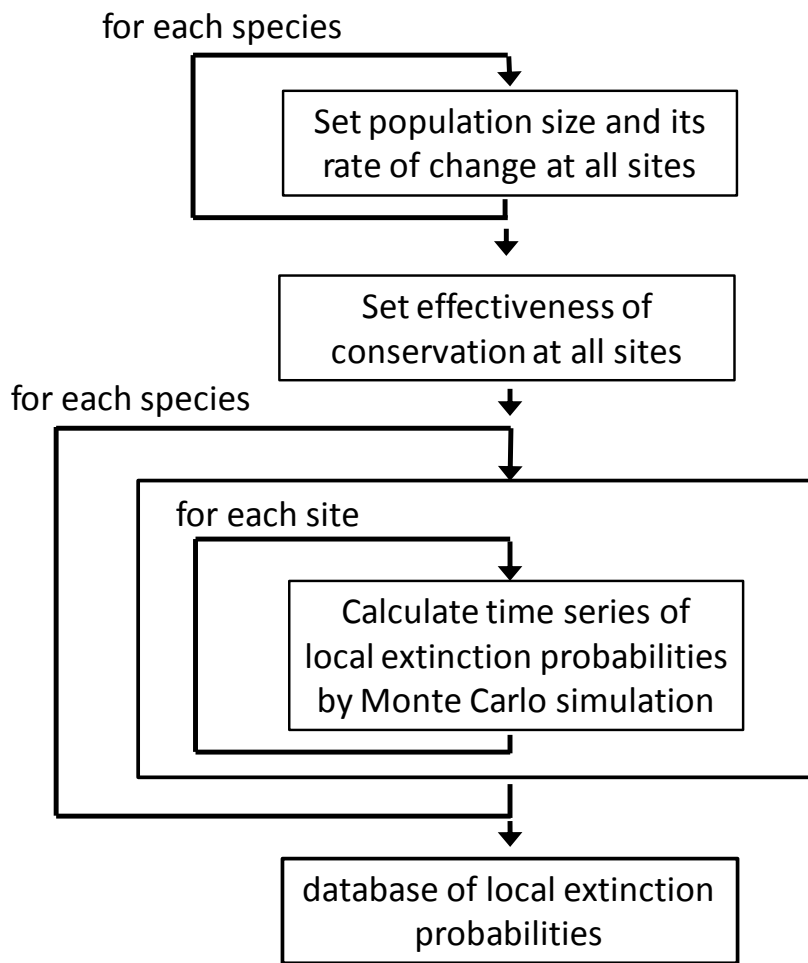 for each species
Set population size and its
rate of change at all sites
Set effectiveness of
conservation at all sites
for each species
for each site
Calculate time series of
local extinction probabilities
by Monte Carlo simulation
database of local extinction
probabilities